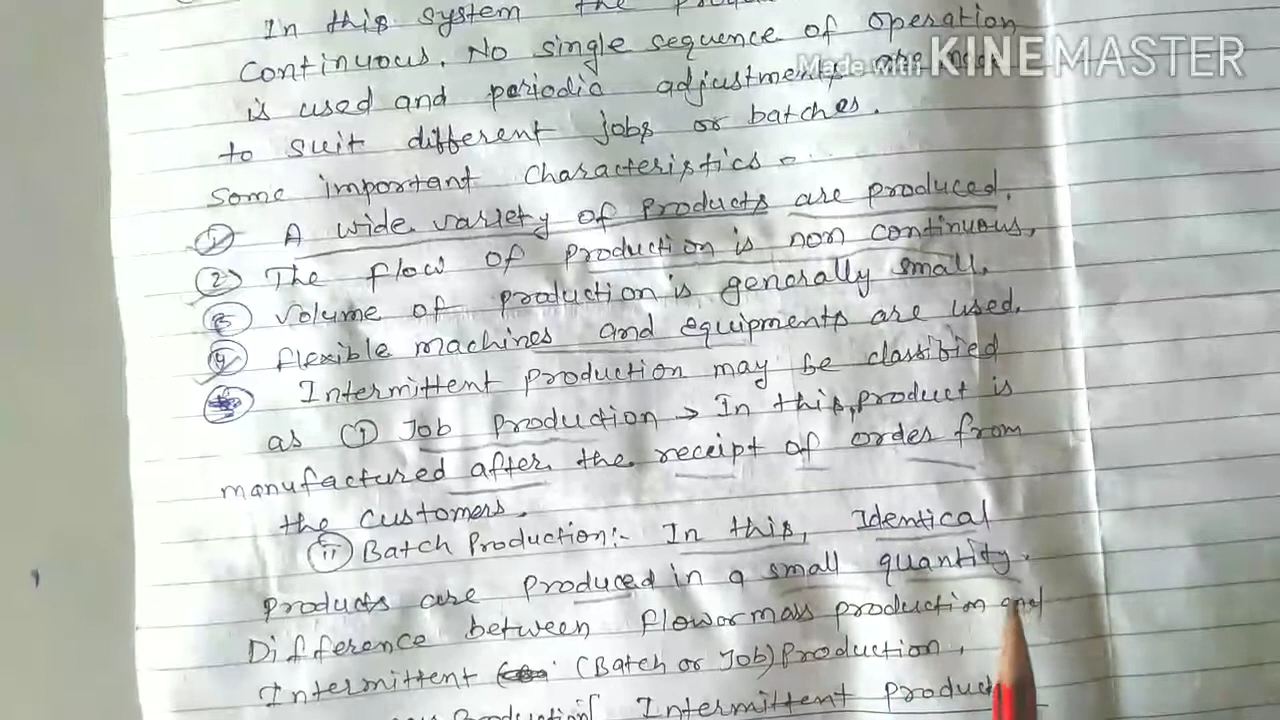 In this system the
Continuous. No single sequence of operation
Made with KINEMASTER
is used and periodic adjustments are
to suit different jobs or batches.
Some important Characteristics -
① A wide variety of Products are produced.
② The flow of production is non continuous,
③ Volume of production is generally small.
④ flexible machines and equipments are used.
Intermittent production may be classified
as (I) Job Production → In this, product is
manufactured after the receipt of order from
the customers.
(ii) Batch Production:- In this, Identical
products are produced in a small quantity.
Difference between flow or mass production and
Intermittent (Batch or Job) Production,
Production Intermittent Product